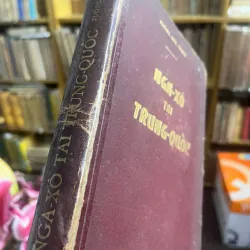 NGA-XÔ
TẠI
TRUNG-QUỐC
NGA-XÔ TẠI TRUNG-QUỐC